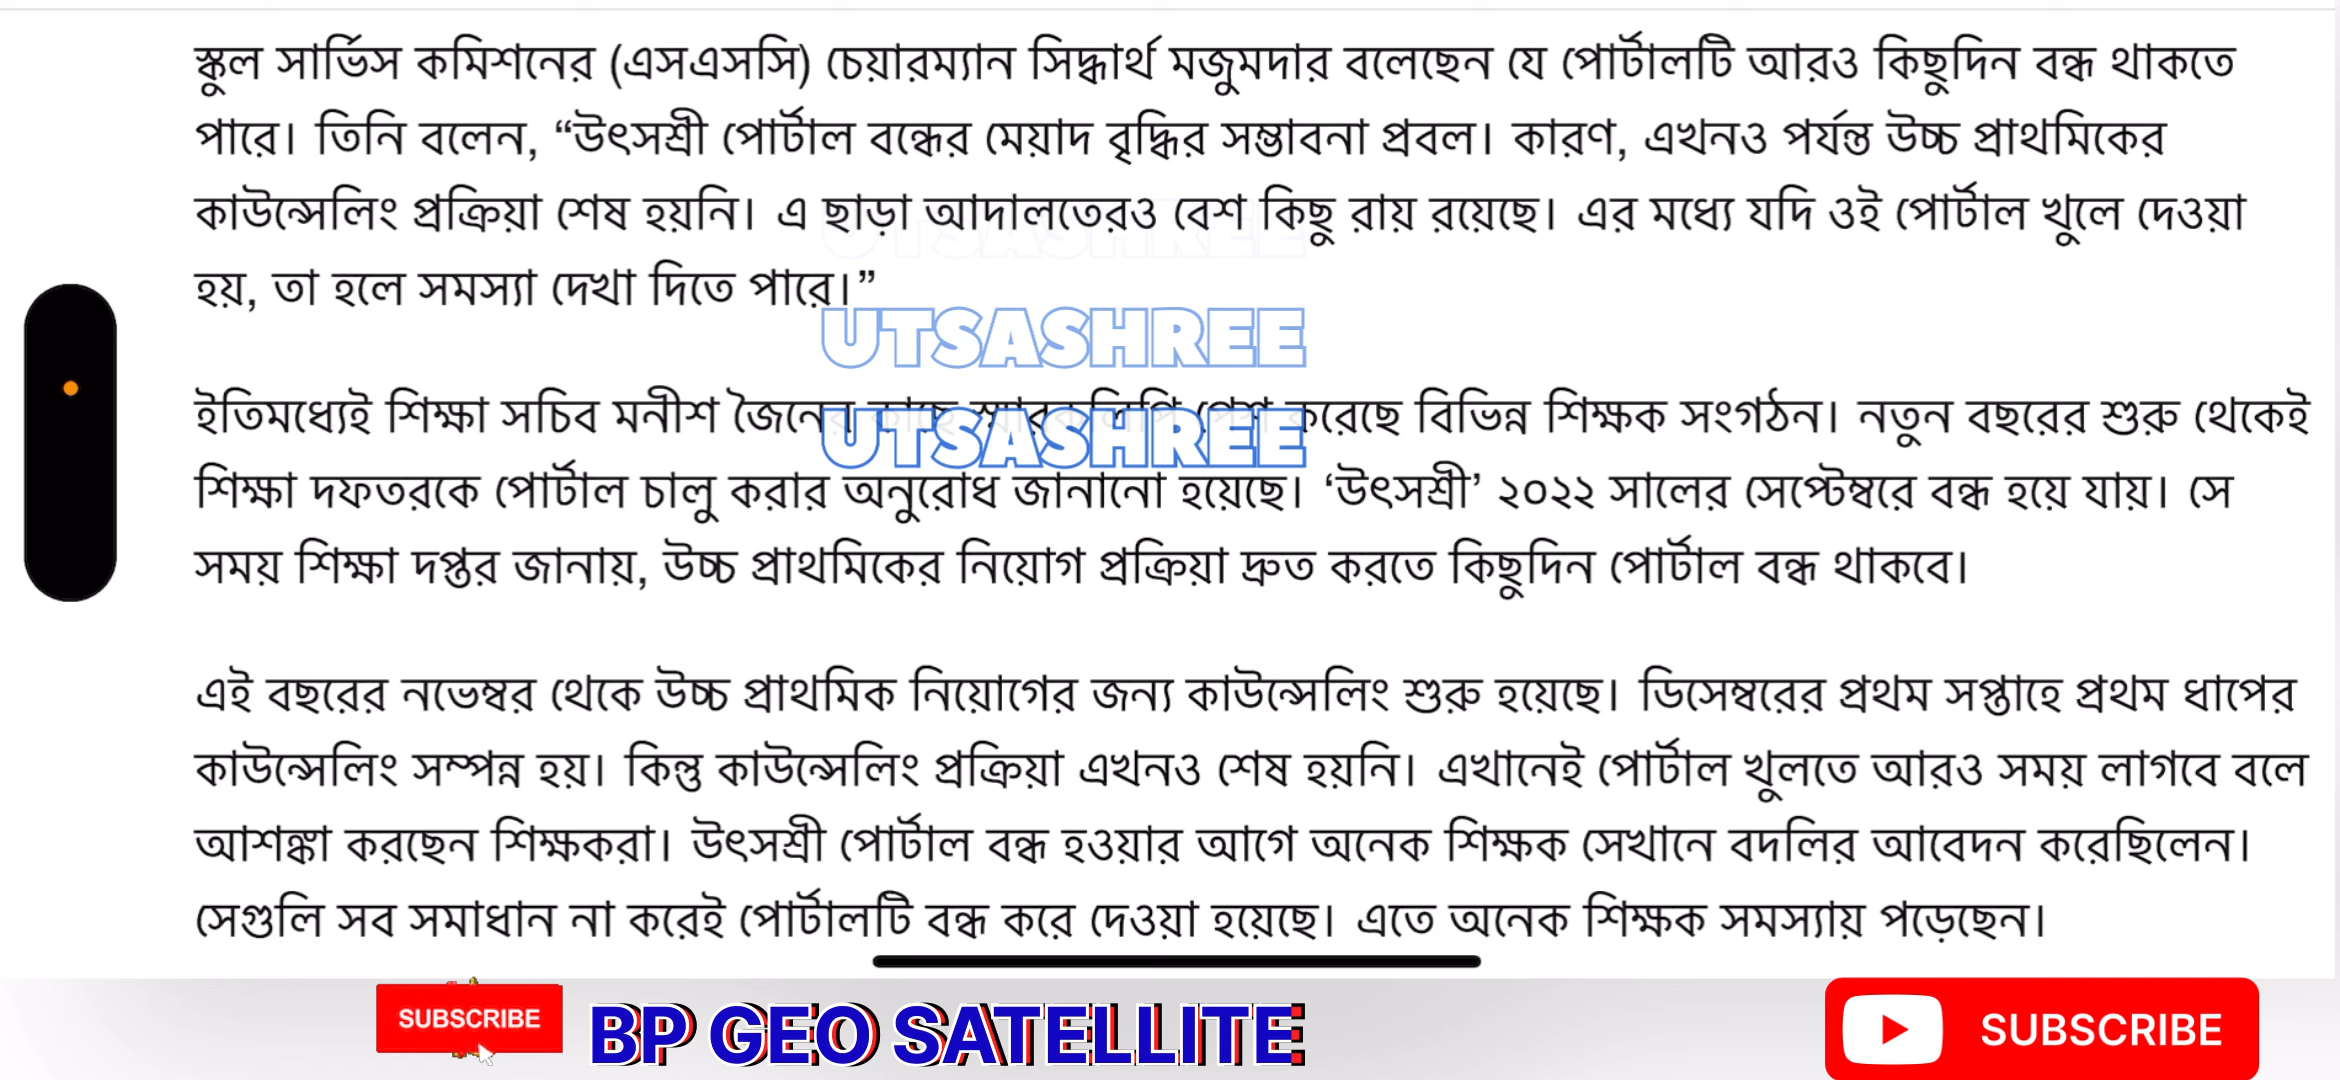 স্কুল সার্ভিস কমিশনের (এসএসসি) চেয়ারম্যান সিদ্ধার্থ মজুমদার বলেছেন যে পোর্টালটি আরও কিছুদিন বন্ধ থাকতে
পারে। তিনি বলেন, “উৎসশ্রী পোর্টাল বন্ধের মেয়াদ বৃদ্ধির সম্ভাবনা প্রবল। কারণ, এখনও পর্যন্ত উচ্চ প্রাথমিকের
কাউন্সেলিং প্রক্রিয়া শেষ হয়নি। এ ছাড়া আদালতেরও বেশ কিছু রায় রয়েছে। এর মধ্যে যদি ওই পোর্টাল খুলে দেওয়া
হয়, তা হলে সমস্যা দেখা দিতে পারে।”
UTSASHREE
ইতিমধ্যেই শিক্ষা সচিব মনীশ জৈনের কাছে স্মারকলিপি পেশ করেছে বিভিন্ন শিক্ষক সংগঠন। নতুন বছরের শুরু থেকেই
UTSASHREE
শিক্ষা দফতরকে পোর্টাল চালু করার অনুরোধ জানানো হয়েছে। ‘উৎসশ্রী’ ২০২২ সালের সেপ্টেম্বরে বন্ধ হয়ে যায়। সে
সময় শিক্ষা দপ্তর জানায়, উচ্চ প্রাথমিকের নিয়োগ প্রক্রিয়া দ্রুত করতে কিছুদিন পোর্টাল বন্ধ থাকবে।
এই বছরের নভেম্বর থেকে উচ্চ প্রাথমিক নিয়োগের জন্য কাউন্সেলিং শুরু হয়েছে। ডিসেম্বরের প্রথম সপ্তাহে প্রথম ধাপের
কাউন্সেলিং সম্পন্ন হয়। কিন্তু কাউন্সেলিং প্রক্রিয়া এখনও শেষ হয়নি। এখানেই পোর্টাল খুলতে আরও সময় লাগবে বলে
আশঙ্কা করছেন শিক্ষকরা। উৎসশ্রী পোর্টাল বন্ধ হওয়ার আগে অনেক শিক্ষক সেখানে বদলির আবেদন করেছিলেন।
সেগুলি সব সমাধান না করেই পোর্টালটি বন্ধ করে দেওয়া হয়েছে। এতে অনেক শিক্ষক সমস্যায় পড়েছেন।
SUBSCRIBE BP GEO SATELLITE SUBSCRIBE